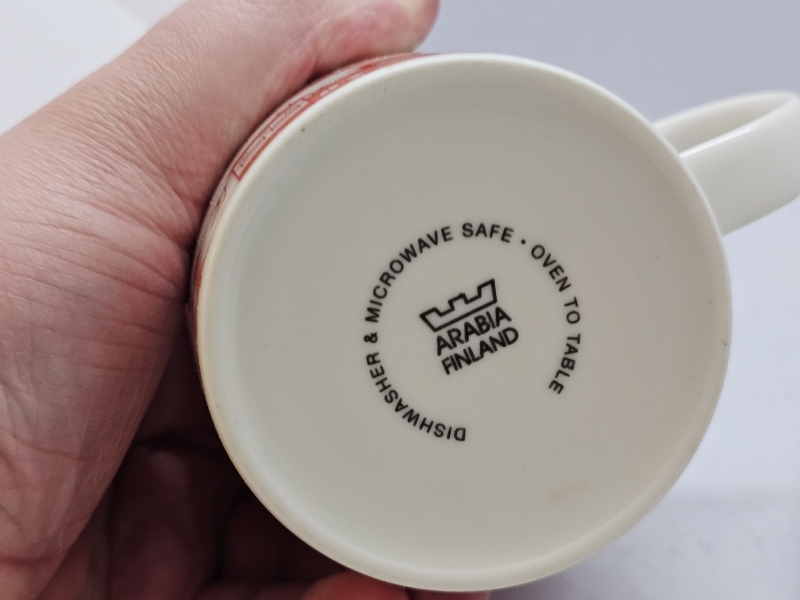 DISHWASHER & MICROWAVE SAFE • OVEN TO TABLE
ARABIA
FINLAND